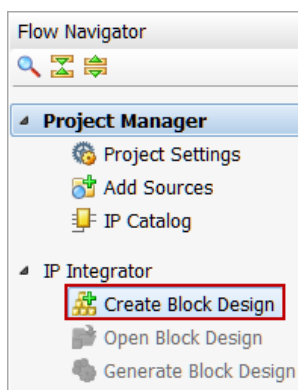 Flow Navigator
Project Manager
Project Settings
Add Sources
IP Catalog
IP Integrator
Create Block Design
Open Block Design
Generate Block Design